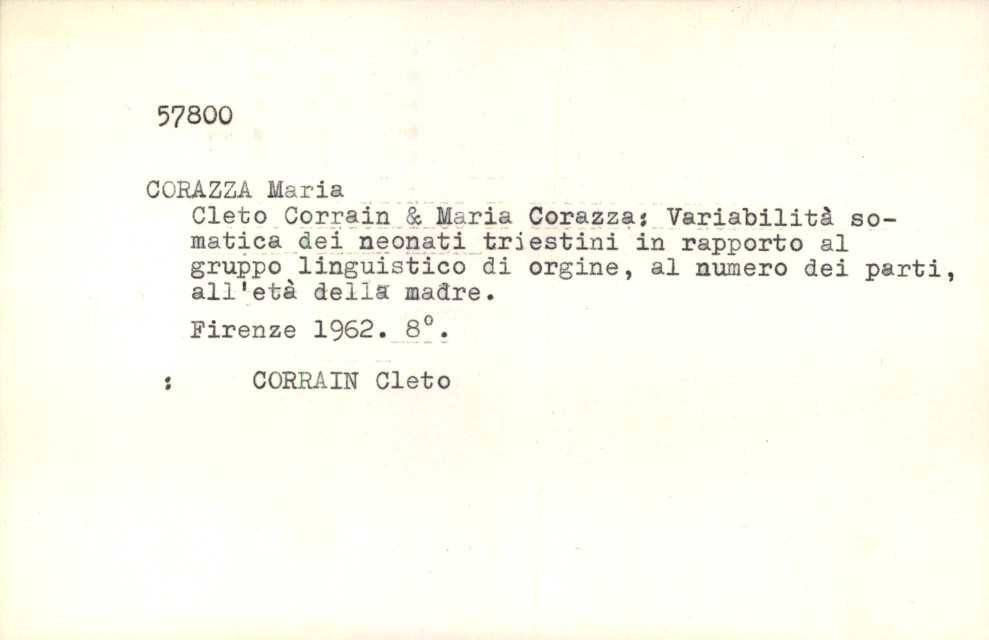 57800
CORAZZA Maria
Cleto Corrain & Maria Corazza: Variabilità so-
matica dei neonati triestini in rapporto al
gruppo linguistico di orgine, al numero dei parti,
all'età della madre.
Firenze 1962. 8°.
: CORRAIN Cleto